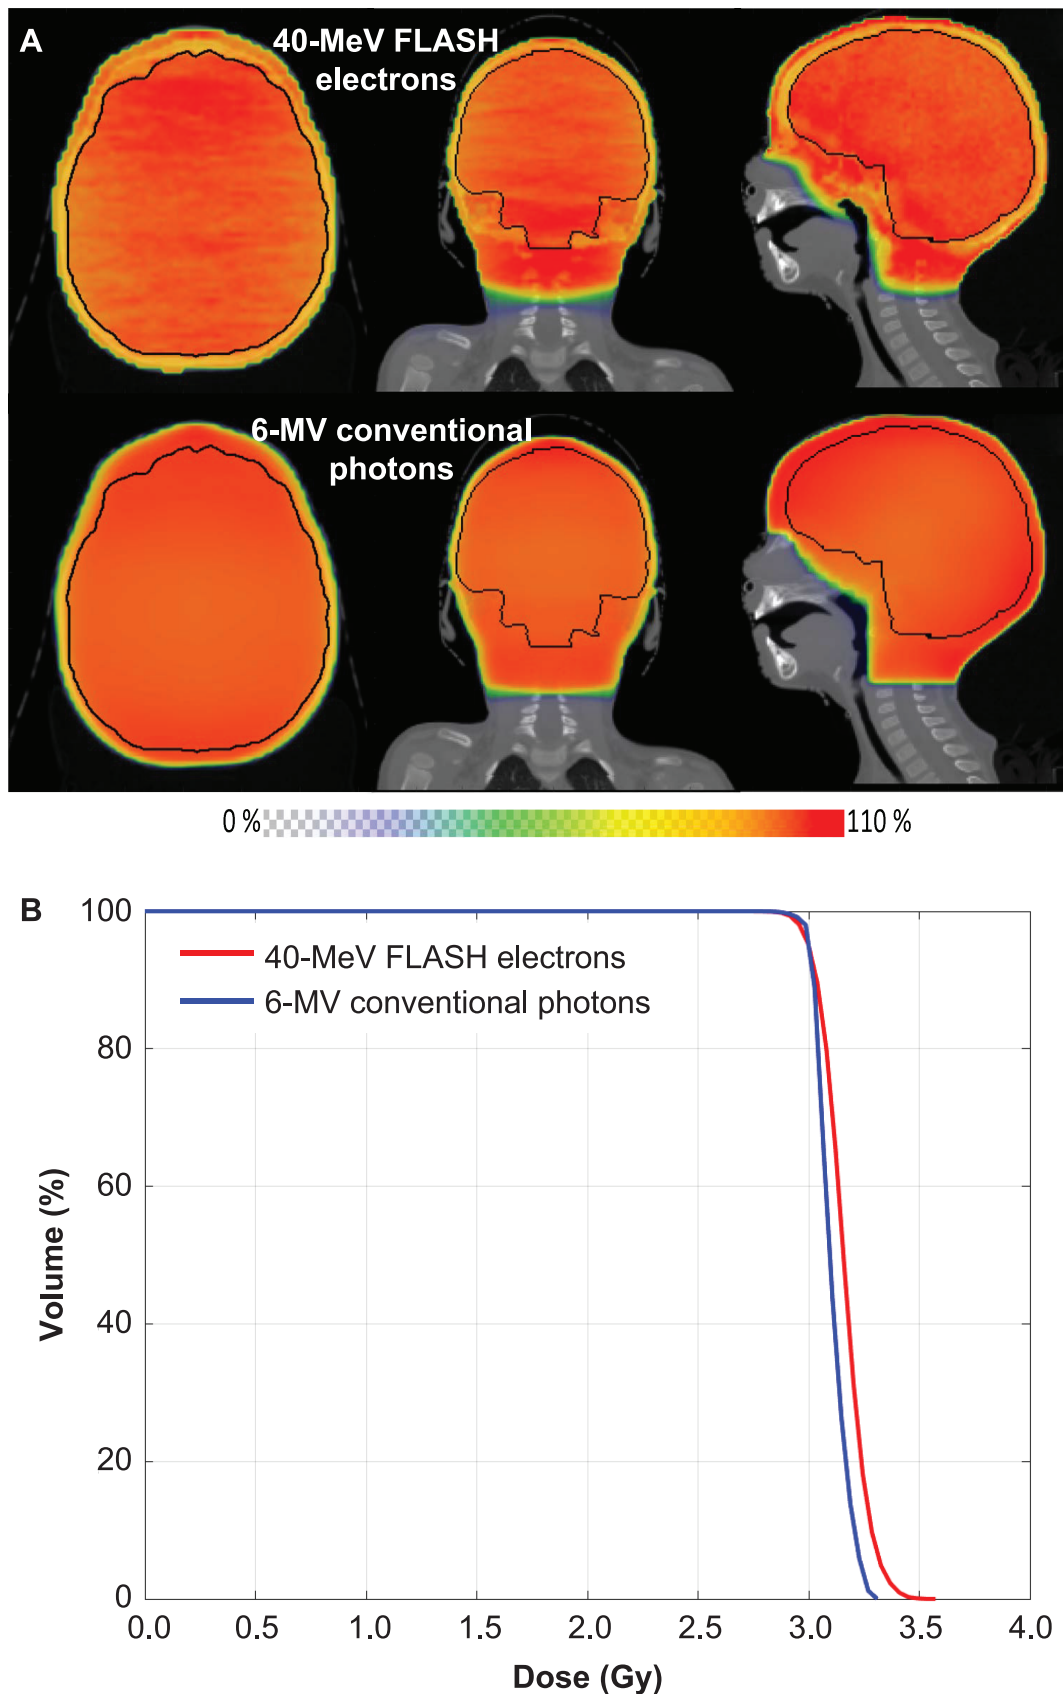 A
40-MeV FLASH
electrons
6-MV conventional
photons
0 %
110 %
B
100
80
60
40
20
0
Volume (%)
40-MeV FLASH electrons
6-MV conventional photons
0.0 0.5 1.0 1.5 2.0 2.5 3.0 3.5 4.0
Dose (Gy)